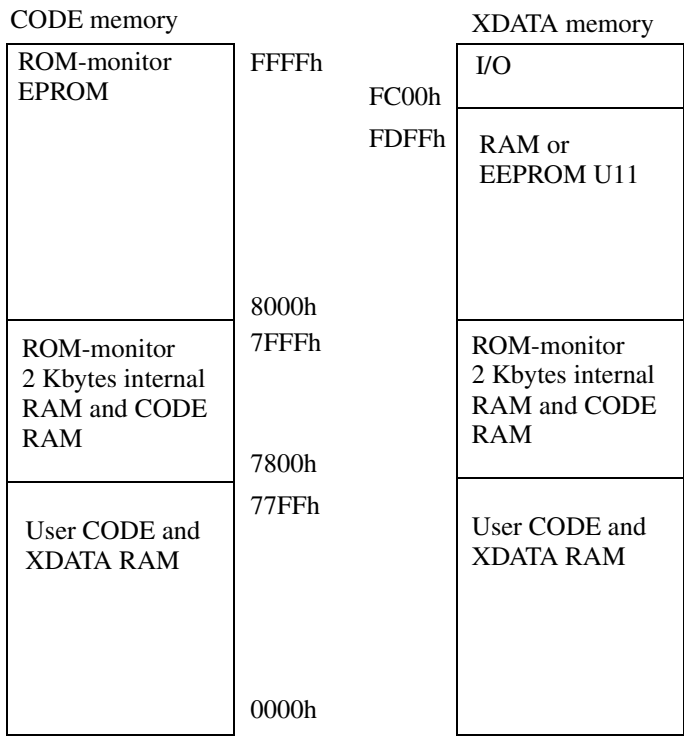 CODE memory
ROM-monitor
EPROM
FFFFh
8000h
ROM-monitor
2 Kbytes internal
RAM and CODE
RAM
7FFFh
7800h
User CODE and
XDATA RAM
77FFh
0000h
XDATA memory
I/O
FC00h
FDFFh
RAM or
EEPROM U11
ROM-monitor
2 Kbytes internal
RAM and CODE
RAM
User CODE and
XDATA RAM